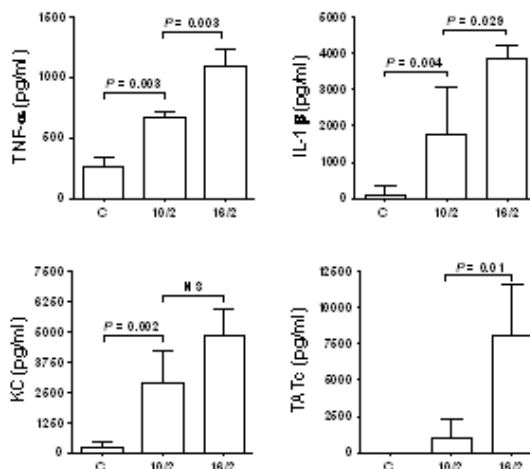 1500
1000
500
0
TNF-α (pg/ml)
P = 0.003
P = 0.003
C 10/2 16/2
6000
4000
3000
2000
1000
0
IL-1 β (pg/ml)
P = 0.004
P = 0.029
C 10/2 16/2
7500
6250
6000
3750
2500
1250
0
KC (pg/ml)
P = 0.002
NS
C 10/2 16/2
12500
10000
7500
5000
2500
0
TATc (pg/ml)
P = 0.01
C 10/2 16/2